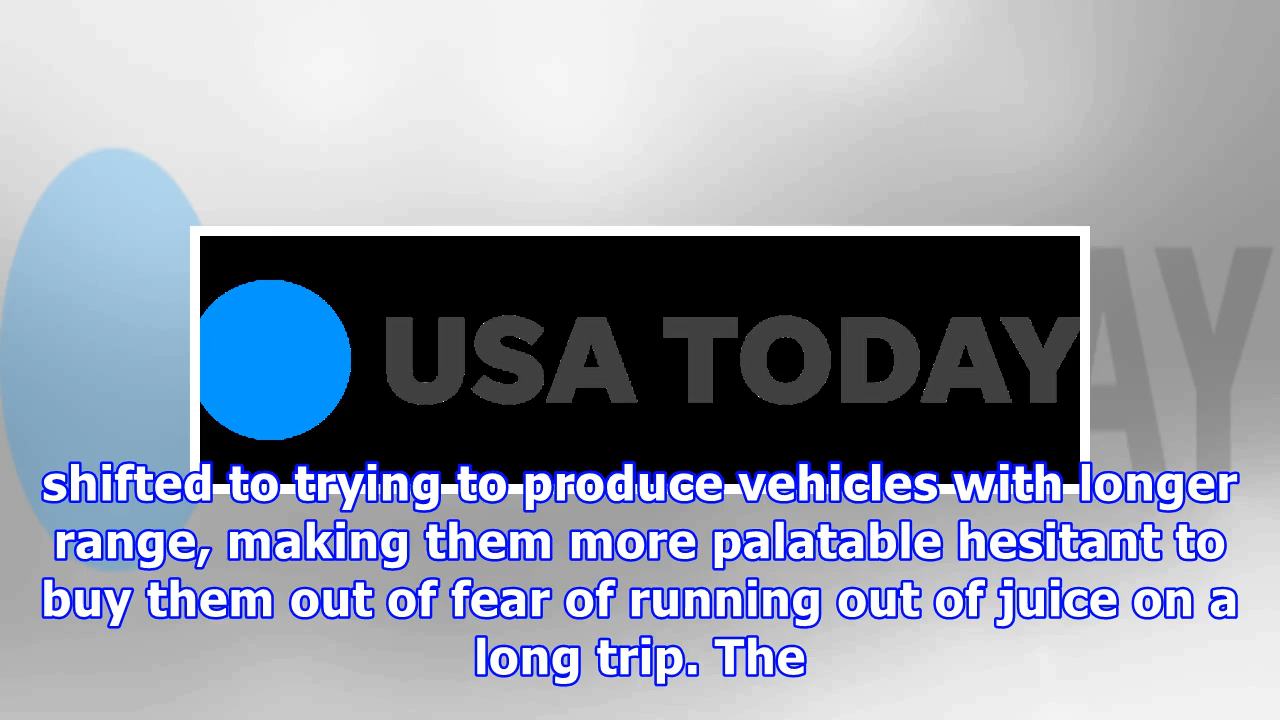 USA TODAY
AY
shifted to trying to produce vehicles with longer
range, making them more palatable hesitant to
buy them out of fear of running out of juice on a
long trip. The